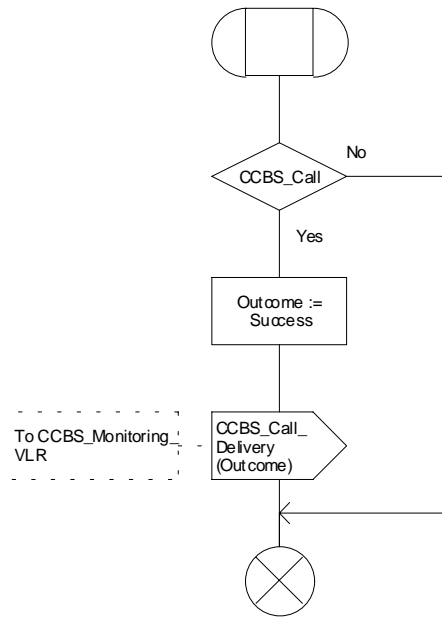 No
CCBS_Call
Yes
Outcome :=
Success
To CCBS_Monitoring_
VLR
CCBS_Call_
Delivery
(Outcome)